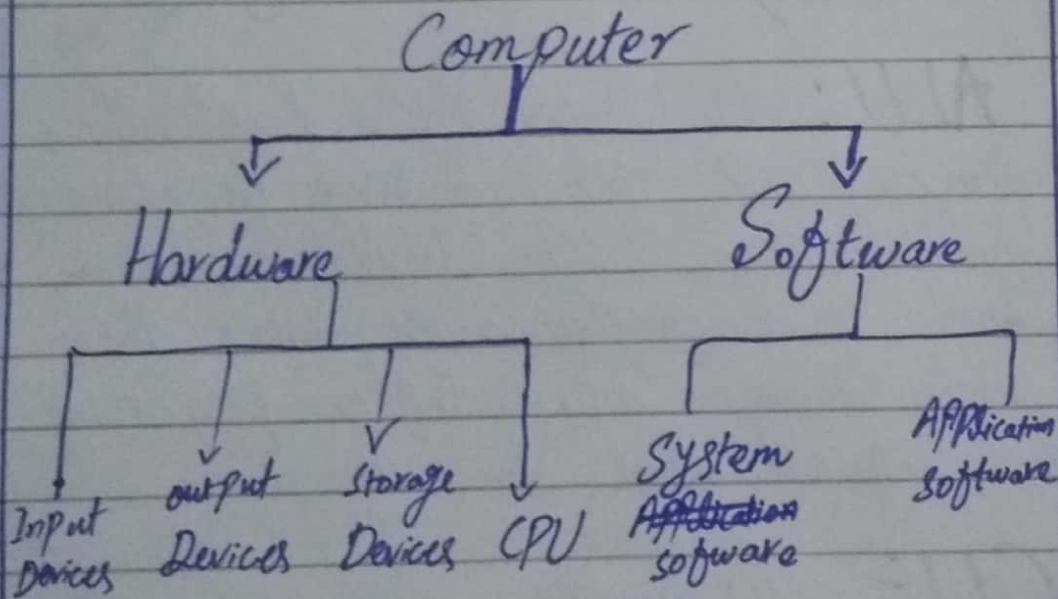 Computer
Hardware
Software
Input
Devices
output
Devices
Storage
Devices
CPU
System
Application
sofware
Application
software